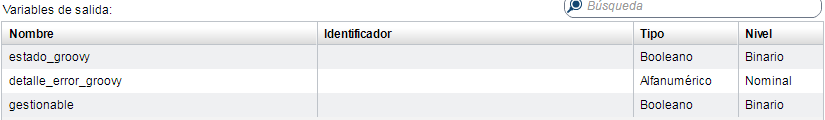 Variables de salida:
Búsqueda
Nombre Identificador Tipo Nivel
estado_groovy Booleano Binario
detalle_error_groovy Alfanumérico Nominal
gestionable Booleano Binario